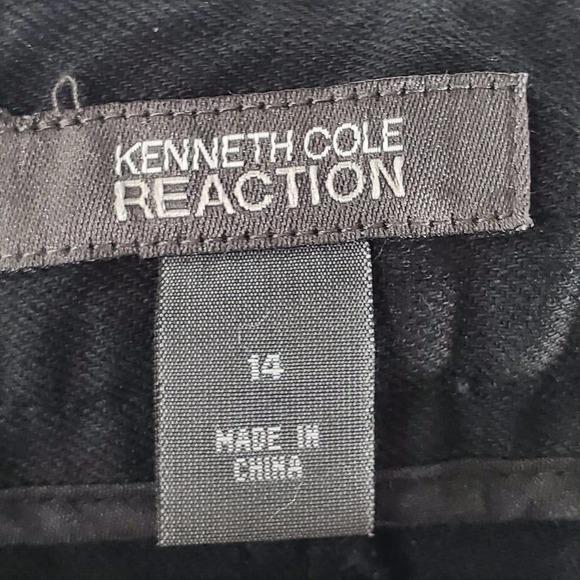 KENNETH COLE
REACTION
14
MADE IN
CHINA